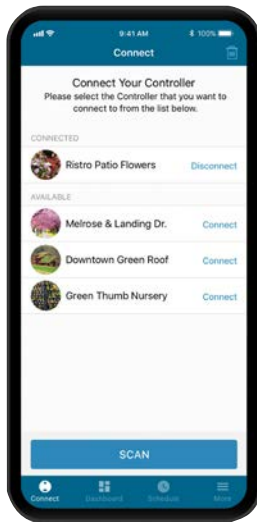 9:41 AM
100%
Connect
Connect Your Controller
Please select the Controller that you want to
connect to from the list below.
CONNECTED
Ristro Patio Flowers Disconnect
AVAILABLE
Melrose & Landing Dr. Connect
Downtown Green Roof Connect
Green Thumb Nursery Connect
SCAN
Connect Dashboard Schedule More